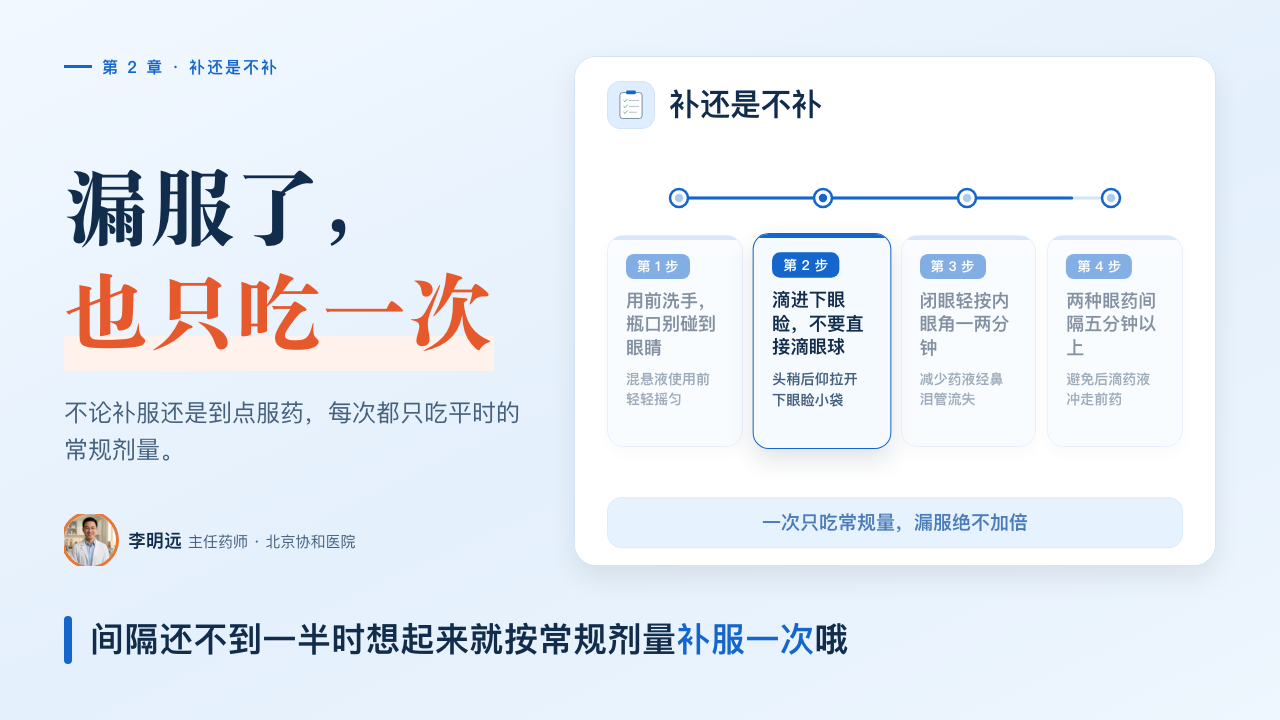 第 2 章 · 补还是不补
漏服了，
也只吃一次
不论补服还是到点服药，每次都只吃平时的
常规剂量。
李明远 主任药师 · 北京协和医院
补还是不补
第 1 步
用前洗手，
瓶口别碰到
眼睛
混悬液使用前
轻轻摇匀
第 2 步
滴进下眼
睑，不要直
接滴眼球
头稍后仰拉开
下眼睑小袋
第 3 步
闭眼轻按内
眼角一两分
钟
减少药液经鼻
泪管流失
第 4 步
两种眼药间
隔五分钟以
上
避免后滴药液
冲走前药
一次只吃常规量，漏服绝不加倍
间隔还不到一半时想起来就按常规剂量补服一次哦